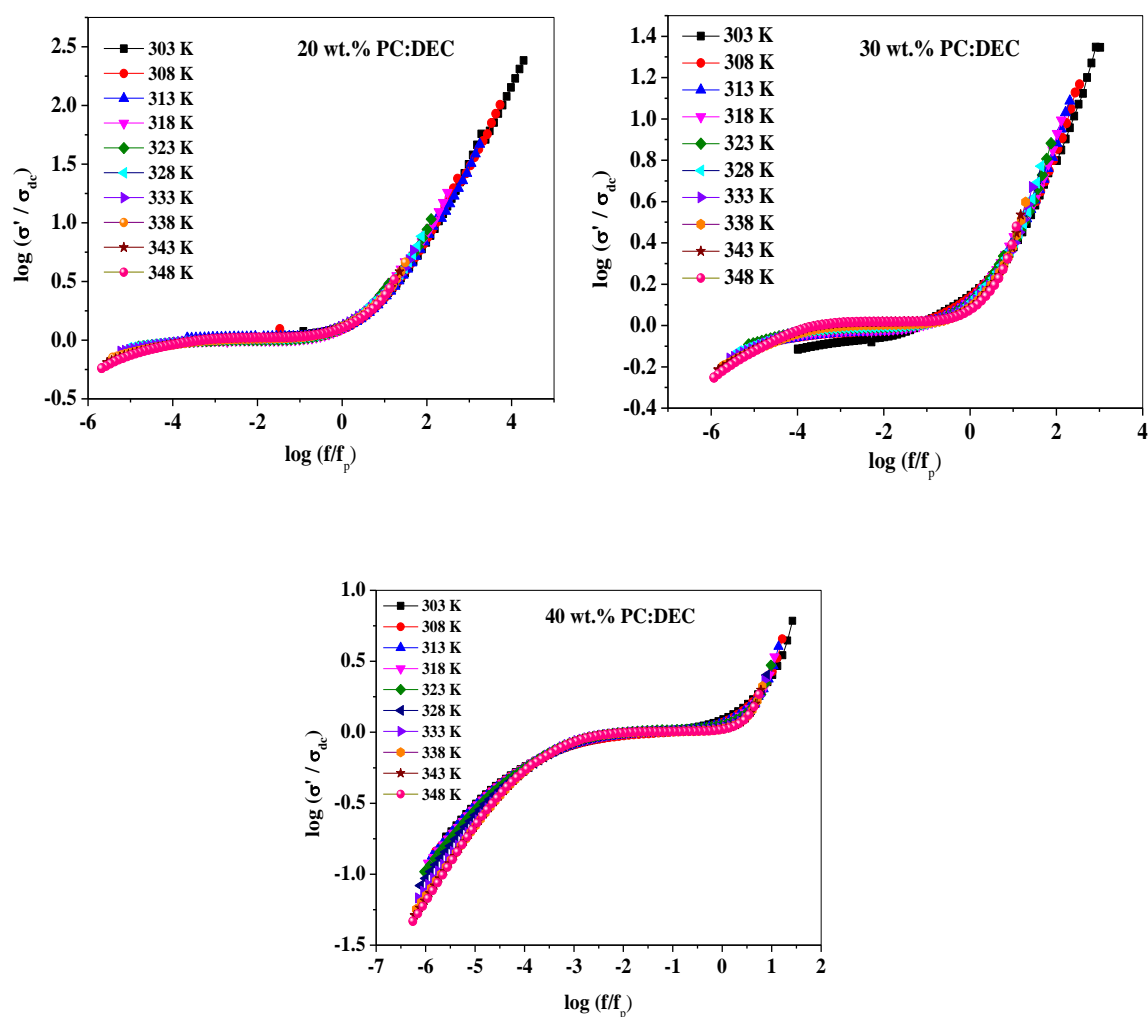 20 wt.% PC:DEC
303 K
308 K
313 K
318 K
323 K
328 K
333 K
338 K
343 K
348 K
2.5
2.0
1.5
1.0
0.5
0.0
-0.5
log (σ' / σdc)
-6 -4 -2 0 2 4
log (f/fp)
30 wt.% PC:DEC
303 K
308 K
313 K
318 K
323 K
328 K
333 K
338 K
343 K
348 K
1.4
1.2
1.0
0.8
0.6
0.4
0.2
0.0
-0.2
-0.4
log (σ' / σdc)
-6 -4 -2 0 2 4
log (f/fp)
40 wt.% PC:DEC
303 K
308 K
313 K
318 K
323 K
328 K
333 K
338 K
343 K
348 K
1.0
0.5
0.0
-0.5
-1.0
-1.5
log (σ' / σdc)
-7 -6 -5 -4 -3 -2 -1 0 1 2
log (f/fp)